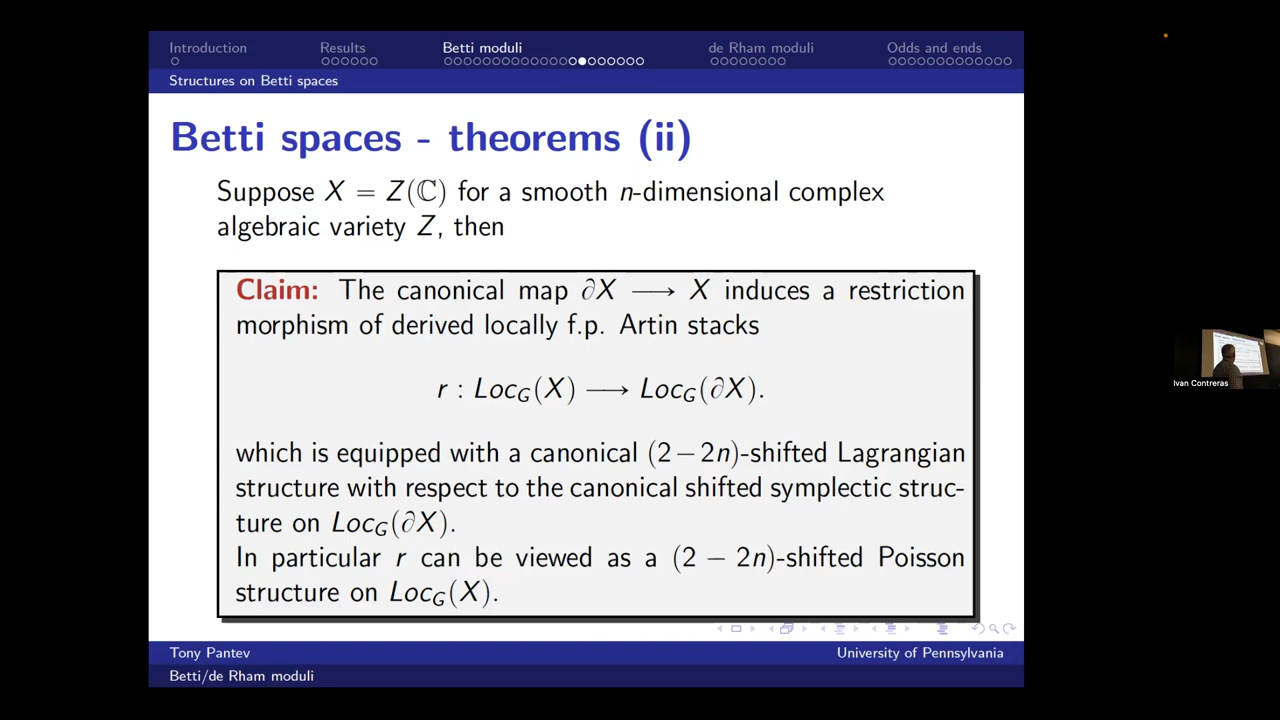 Introduction Results Betti moduli de Rham moduli Odds and ends
Structures on Betti spaces
Betti spaces - theorems (ii)
Suppose X = Z(ℂ) for a smooth n-dimensional complex
algebraic variety Z, then
Claim: The canonical map ∂X ⟶ X induces a restriction
morphism of derived locally f.p. Artin stacks
r : Loc_G(X) ⟶ Loc_G(∂X).
which is equipped with a canonical (2−2n)-shifted Lagrangian
structure with respect to the canonical shifted symplectic struc-
ture on Loc_G(∂X).
In particular r can be viewed as a (2 − 2n)-shifted Poisson
structure on Loc_G(X).
Tony Pantev University of Pennsylvania
Betti/de Rham moduli
Ivan Contreras